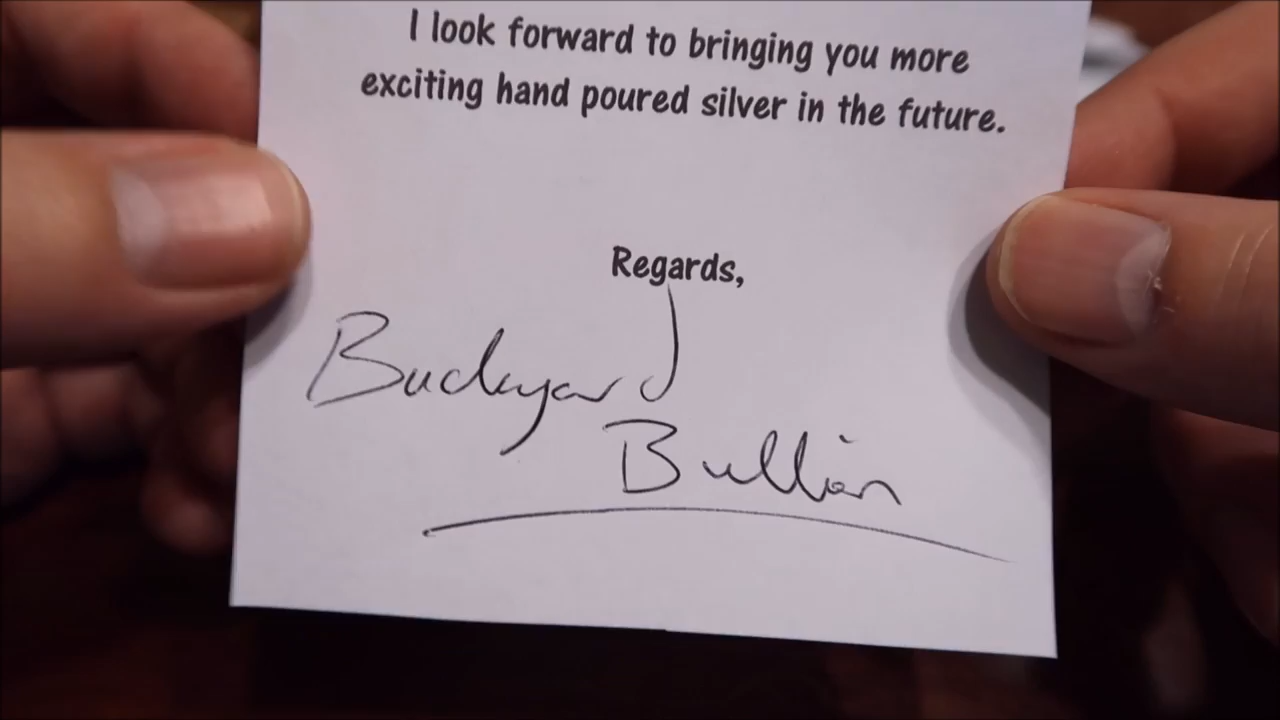 I look forward to bringing you more
exciting hand poured silver in the future.
Regards,
Backyard
Bullion